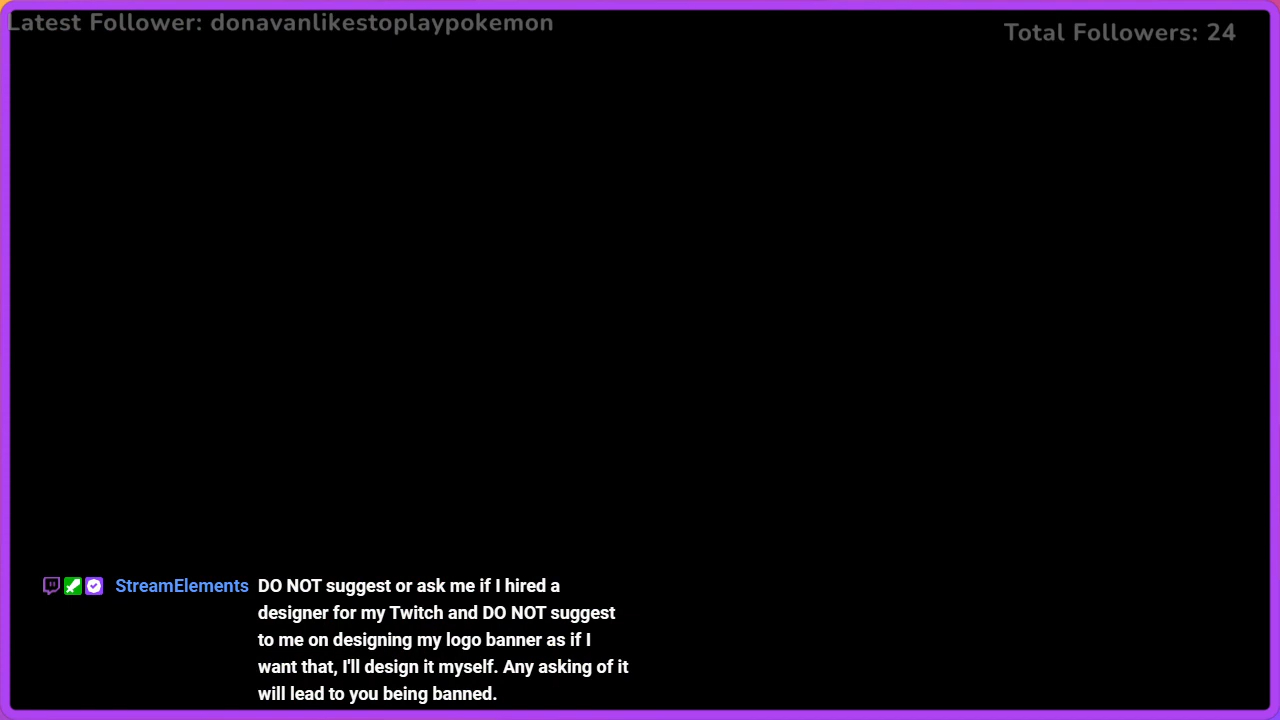 Latest Follower: donavanlikestoplaypokemon
Total Followers: 24
StreamElements DO NOT suggest or ask me if I hired a
designer for my Twitch and DO NOT suggest
to me on designing my logo banner as if I
want that, I'll design it myself. Any asking of it
will lead to you being banned.